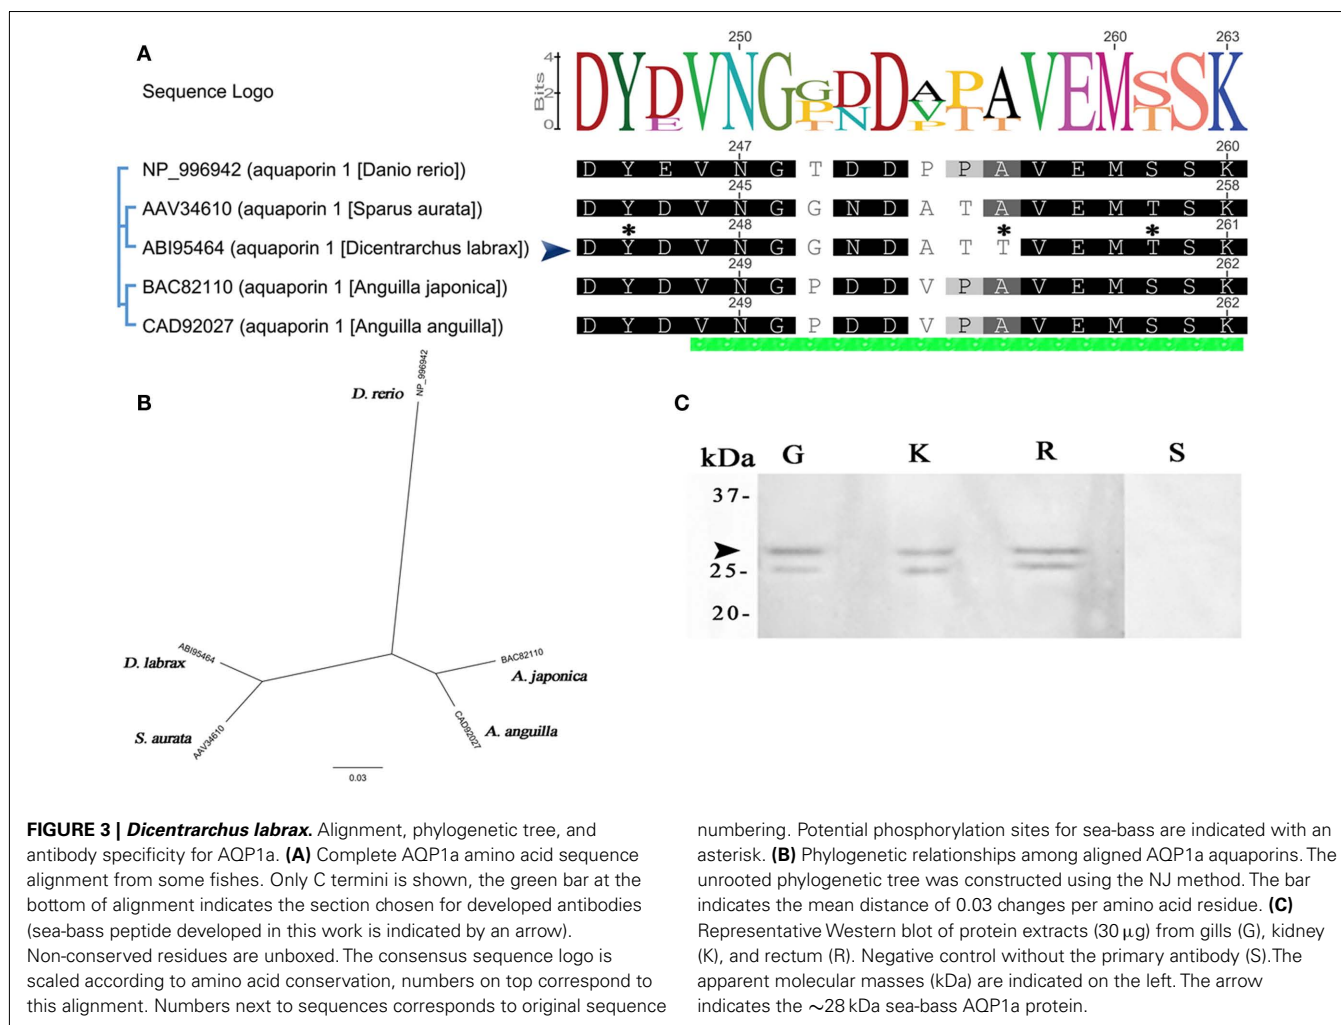 A
Sequence Logo
Bits
4
2
0
250
260
263
DYDVNGGDDAPAVEMSSK
E P N V T T T
T P
247
260
NP_996942 (aquaporin 1 [Danio rerio])
D Y E V N G T D D P P A V E M S S K
245
258
AAV34610 (aquaporin 1 [Sparus aurata])
D Y D V N G G N D A T A V E M T S K
* 248 * * 261
ABI95464 (aquaporin 1 [Dicentrarchus labrax])
D Y D V N G G N D A T T V E M T S K
249
262
BAC82110 (aquaporin 1 [Anguilla japonica])
D Y D V N G P D D V P A V E M S S K
249
262
CAD92027 (aquaporin 1 [Anguilla anguilla])
D Y D V N G P D D V P A V E M S S K
B
D. rerio
NP_996942
ABI95464
D. labrax
S. aurata
AAV34610
BAC82110
A. japonica
CAD92027
A. anguilla
0.03
C
kDa G K R S
37-
25-
20-
FIGURE 3 | Dicentrarchus labrax. Alignment, phylogenetic tree, and
antibody specificity for AQP1a. (A) Complete AQP1a amino acid sequence
alignment from some fishes. Only C termini is shown, the green bar at the
bottom of alignment indicates the section chosen for developed antibodies
(sea-bass peptide developed in this work is indicated by an arrow).
Non-conserved residues are unboxed. The consensus sequence logo is
scaled according to amino acid conservation, numbers on top correspond to
this alignment. Numbers next to sequences corresponds to original sequence
numbering. Potential phosphorylation sites for sea-bass are indicated with an
asterisk. (B) Phylogenetic relationships among aligned AQP1a aquaporins. The
unrooted phylogenetic tree was constructed using the NJ method. The bar
indicates the mean distance of 0.03 changes per amino acid residue. (C)
Representative Western blot of protein extracts (30 μg) from gills (G), kidney
(K), and rectum (R). Negative control without the primary antibody (S). The
apparent molecular masses (kDa) are indicated on the left. The arrow
indicates the ∼28 kDa sea-bass AQP1a protein.